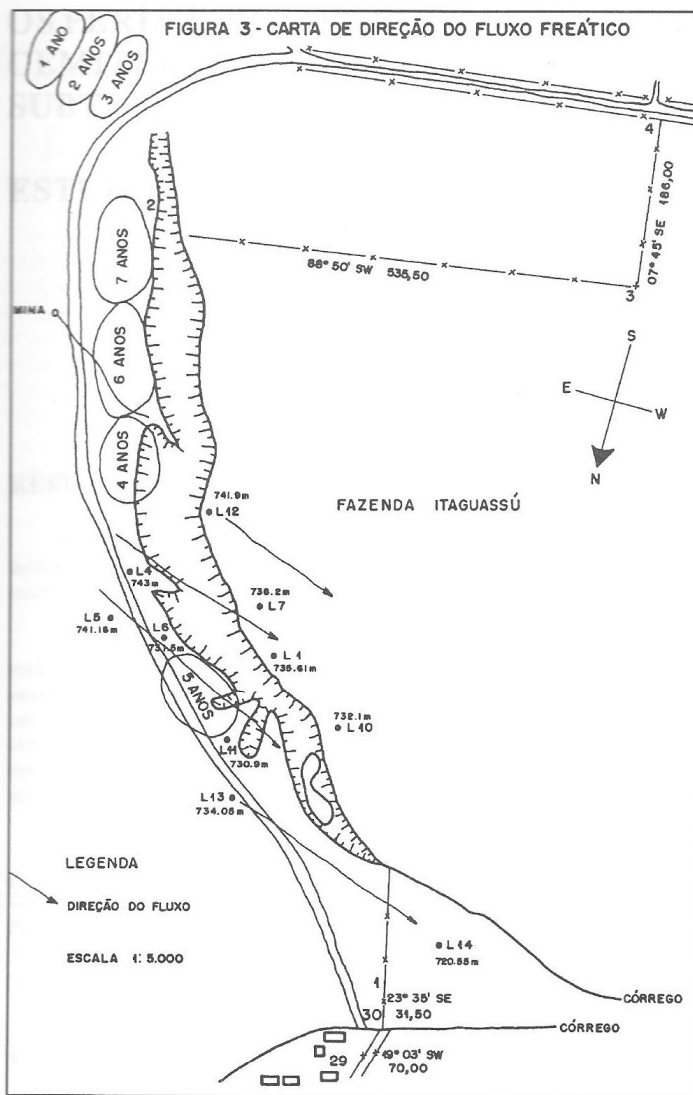 FIGURA 3 - CARTA DE DIREÇÃO DO FLUXO FREÁTICO
1 ANO
2 ANOS
3 ANOS
4
186,00
07° 45' SE
2
7 ANOS
88° 50' SW 535,50
3
MINA
6 ANOS
S
E
W
N
4 ANOS
741.9m
L12
FAZENDA ITAGUASSÚ
L4
743m
738.2m
L7
L5
741.16m
L6
731.5m
L1
735.61m
5 ANOS
732.1m
L10
L11
730.9m
L13
734.05m
LEGENDA
DIREÇÃO DO FLUXO
L14
720.55m
ESCALA 1:5.000
1
23° 35' SE
31,50
CÓRREGO
30
CÓRREGO
29
49° 03' SW
70,00